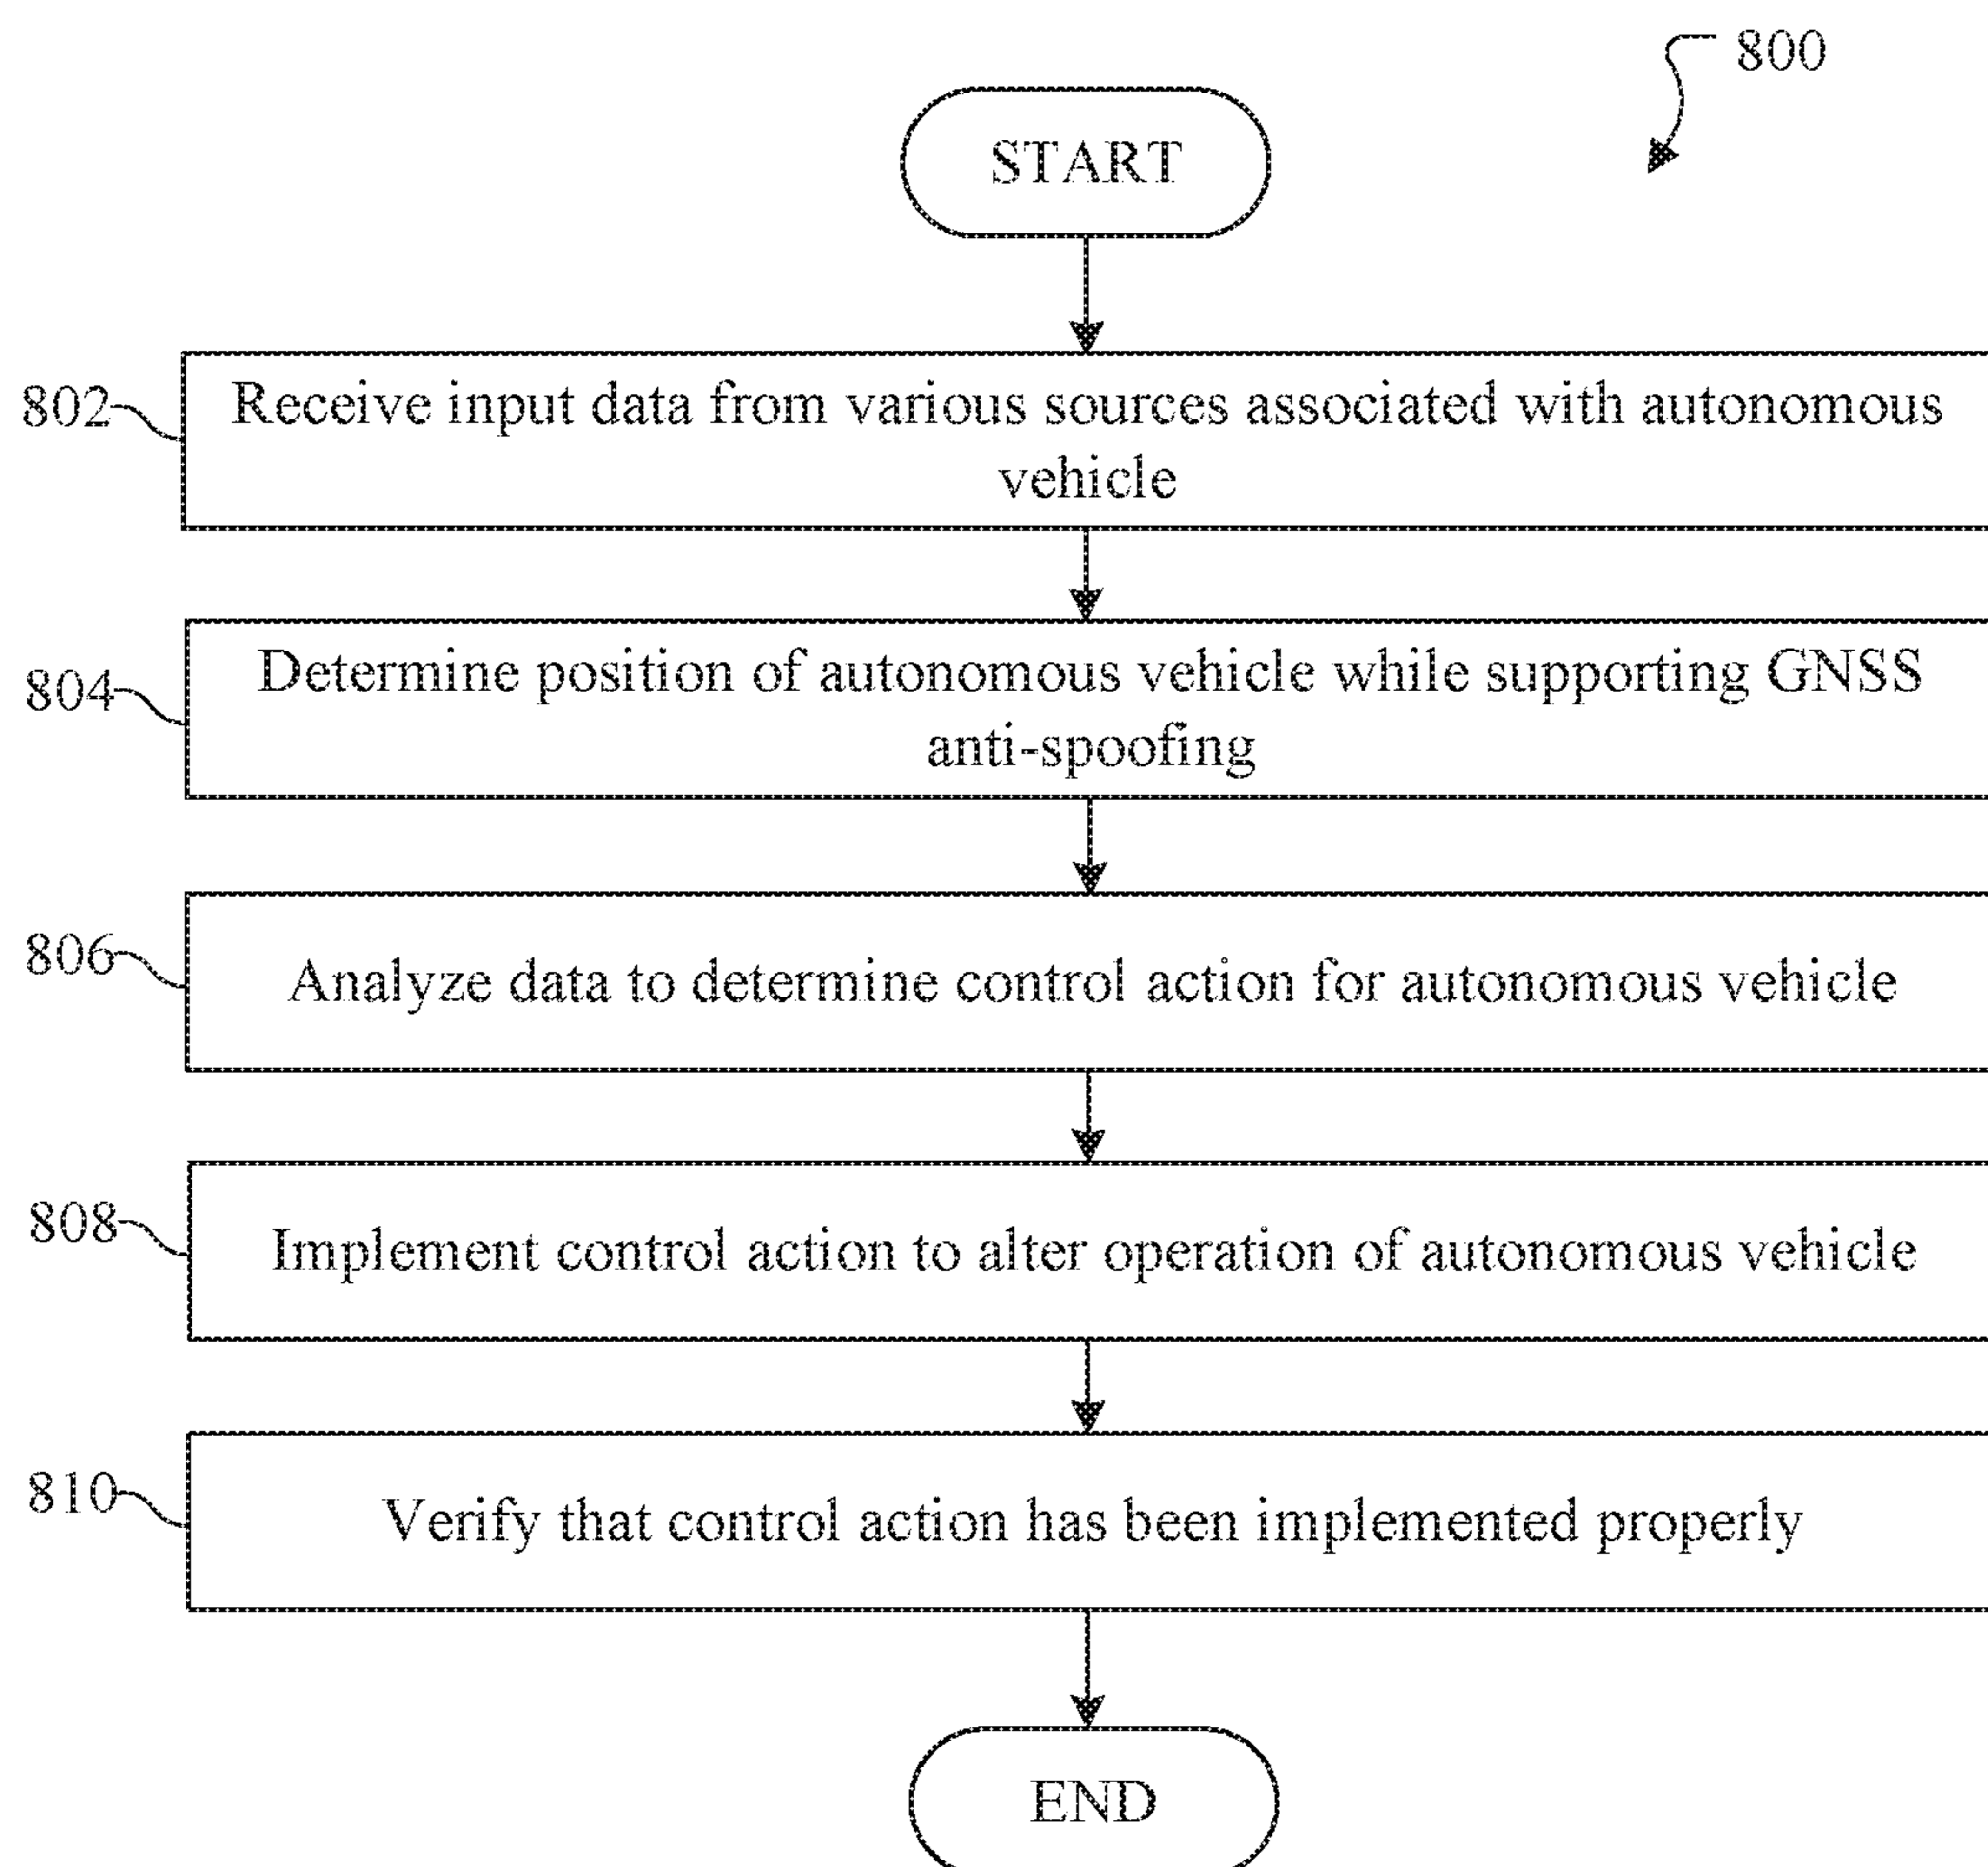 800
START
802
Receive input data from various sources associated with autonomous
vehicle
804
Determine position of autonomous vehicle while supporting GNSS
anti-spoofing
806
Analyze data to determine control action for autonomous vehicle
808
Implement control action to alter operation of autonomous vehicle
810
Verify that control action has been implemented properly
END